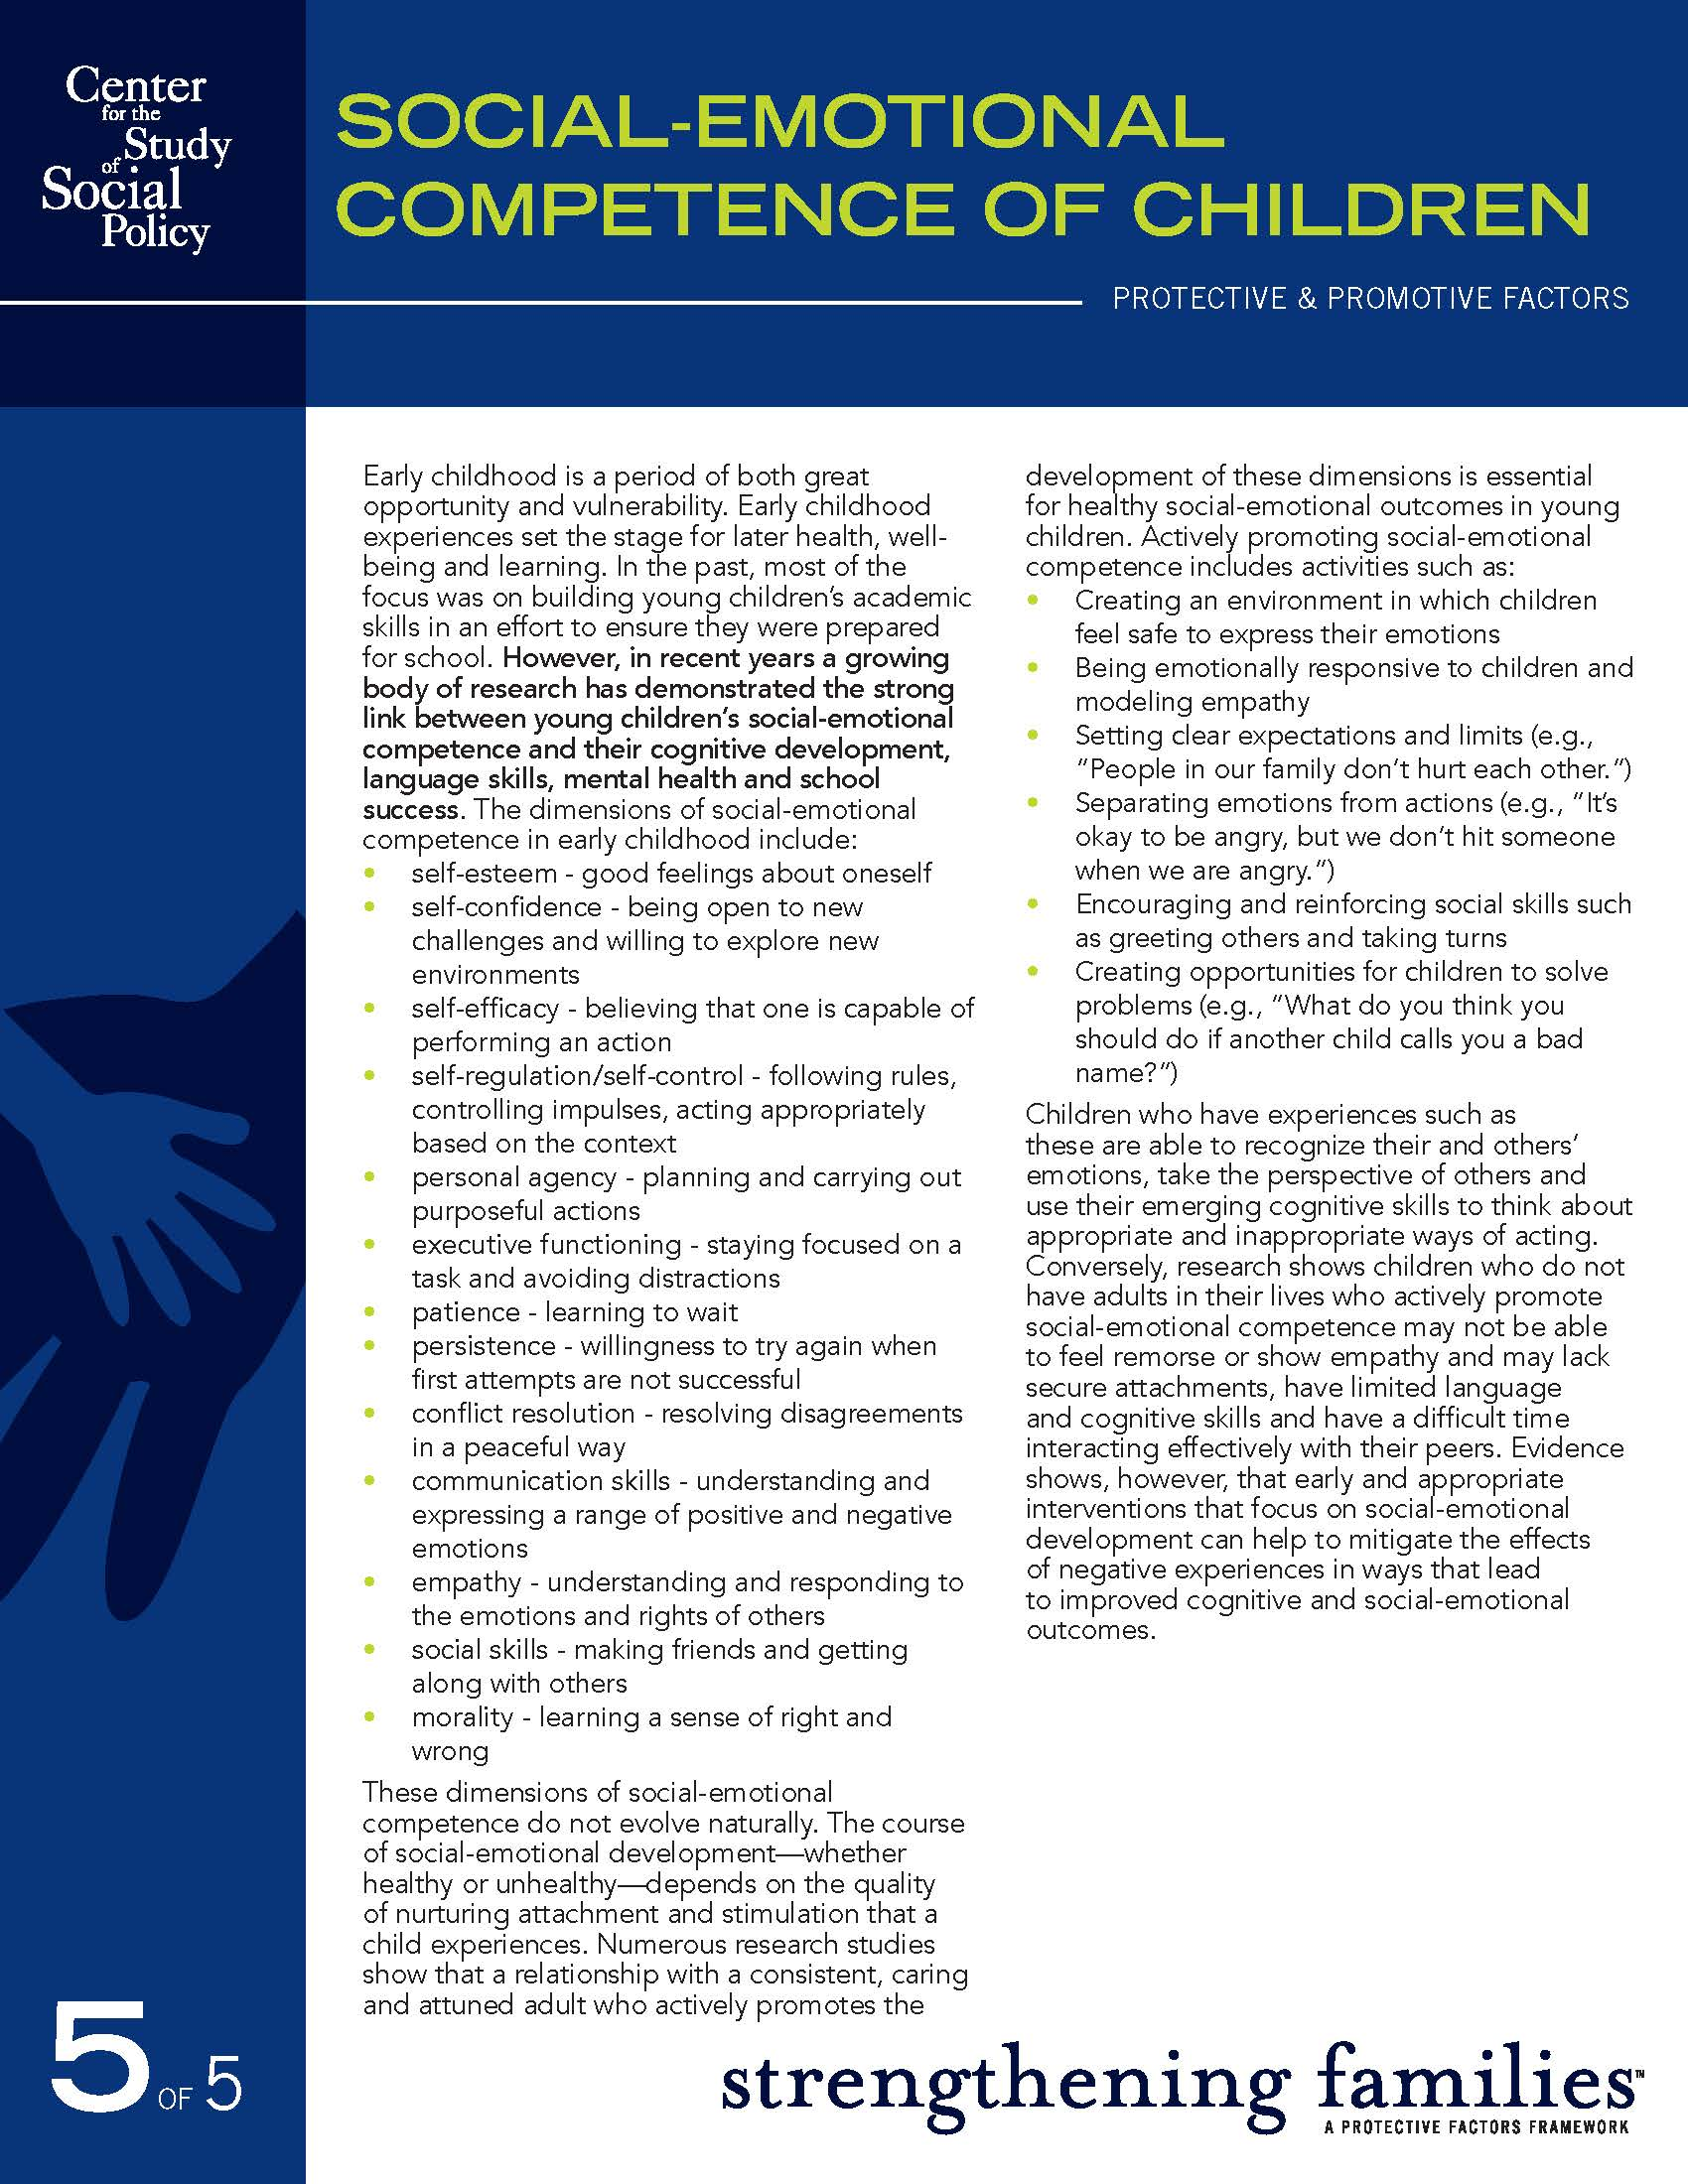 Center
for the
Study
of
Social
Policy
SOCIAL-EMOTIONAL
COMPETENCE OF CHILDREN
PROTECTIVE & PROMOTIVE FACTORS
Early childhood is a period of both great
opportunity and vulnerability. Early childhood
experiences set the stage for later health, well-
being and learning. In the past, most of the
focus was on building young children’s academic
skills in an effort to ensure they were prepared
for school. However, in recent years a growing
body of research has demonstrated the strong
link between young children’s social-emotional
competence and their cognitive development,
language skills, mental health and school
success. The dimensions of social-emotional
competence in early childhood include:
• self-esteem - good feelings about oneself
• self-confidence - being open to new
challenges and willing to explore new
environments
• self-efficacy - believing that one is capable of
performing an action
• self-regulation/self-control - following rules,
controlling impulses, acting appropriately
based on the context
• personal agency - planning and carrying out
purposeful actions
• executive functioning - staying focused on a
task and avoiding distractions
• patience - learning to wait
• persistence - willingness to try again when
first attempts are not successful
• conflict resolution - resolving disagreements
in a peaceful way
• communication skills - understanding and
expressing a range of positive and negative
emotions
• empathy - understanding and responding to
the emotions and rights of others
• social skills - making friends and getting
along with others
• morality - learning a sense of right and
wrong
These dimensions of social-emotional
competence do not evolve naturally. The course
of social-emotional development—whether
healthy or unhealthy—depends on the quality
of nurturing attachment and stimulation that a
child experiences. Numerous research studies
show that a relationship with a consistent, caring
and attuned adult who actively promotes the
development of these dimensions is essential
for healthy social-emotional outcomes in young
children. Actively promoting social-emotional
competence includes activities such as:
• Creating an environment in which children
feel safe to express their emotions
• Being emotionally responsive to children and
modeling empathy
• Setting clear expectations and limits (e.g.,
“People in our family don’t hurt each other.”)
• Separating emotions from actions (e.g., “It’s
okay to be angry, but we don’t hit someone
when we are angry.”)
• Encouraging and reinforcing social skills such
as greeting others and taking turns
• Creating opportunities for children to solve
problems (e.g., “What do you think you
should do if another child calls you a bad
name?”)
Children who have experiences such as
these are able to recognize their and others’
emotions, take the perspective of others and
use their emerging cognitive skills to think about
appropriate and inappropriate ways of acting.
Conversely, research shows children who do not
have adults in their lives who actively promote
social-emotional competence may not be able
to feel remorse or show empathy and may lack
secure attachments, have limited language
and cognitive skills and have a difficult time
interacting effectively with their peers. Evidence
shows, however, that early and appropriate
interventions that focus on social-emotional
development can help to mitigate the effects
of negative experiences in ways that lead
to improved cognitive and social-emotional
outcomes.
5 OF 5
strengthening families™
A PROTECTIVE FACTORS FRAMEWORK